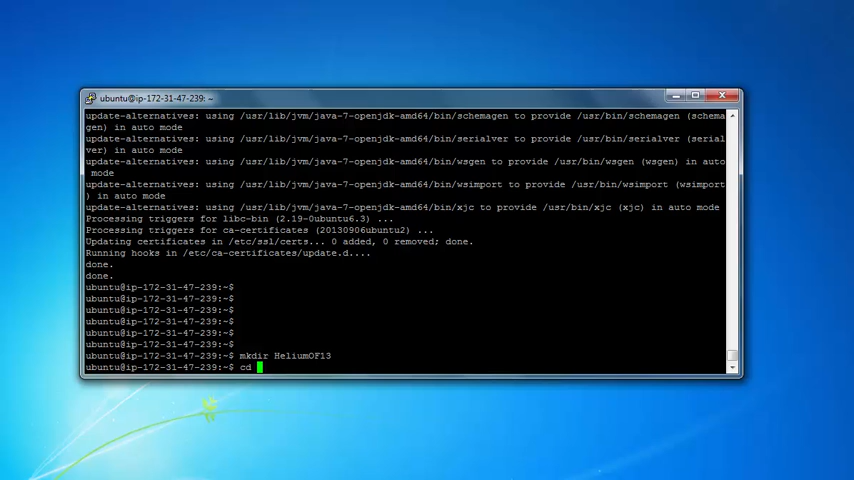 ubuntu@ip-172-31-47-239: ~
update-alternatives: using /usr/lib/jvm/java-7-openjdk-amd64/bin/schemagen to provide /usr/bin/schemagen (schema
gen) in auto mode
update-alternatives: using /usr/lib/jvm/java-7-openjdk-amd64/bin/serialver to provide /usr/bin/serialver (serial
ver) in auto mode
update-alternatives: using /usr/lib/jvm/java-7-openjdk-amd64/bin/wsgen to provide /usr/bin/wsgen (wsgen) in auto
mode
update-alternatives: using /usr/lib/jvm/java-7-openjdk-amd64/bin/wsimport to provide /usr/bin/wsimport (wsimport
) in auto mode
update-alternatives: using /usr/lib/jvm/java-7-openjdk-amd64/bin/xjc to provide /usr/bin/xjc (xjc) in auto mode
Processing triggers for libc-bin (2.19-0ubuntu6.3) ...
Processing triggers for ca-certificates (20130906ubuntu2) ...
Updating certificates in /etc/ssl/certs... 0 added, 0 removed; done.
Running hooks in /etc/ca-certificates/update.d....
done.
done.
ubuntu@ip-172-31-47-239:~$
ubuntu@ip-172-31-47-239:~$
ubuntu@ip-172-31-47-239:~$
ubuntu@ip-172-31-47-239:~$
ubuntu@ip-172-31-47-239:~$
ubuntu@ip-172-31-47-239:~$
ubuntu@ip-172-31-47-239:~$ mkdir HeliumOF13
ubuntu@ip-172-31-47-239:~$ cd